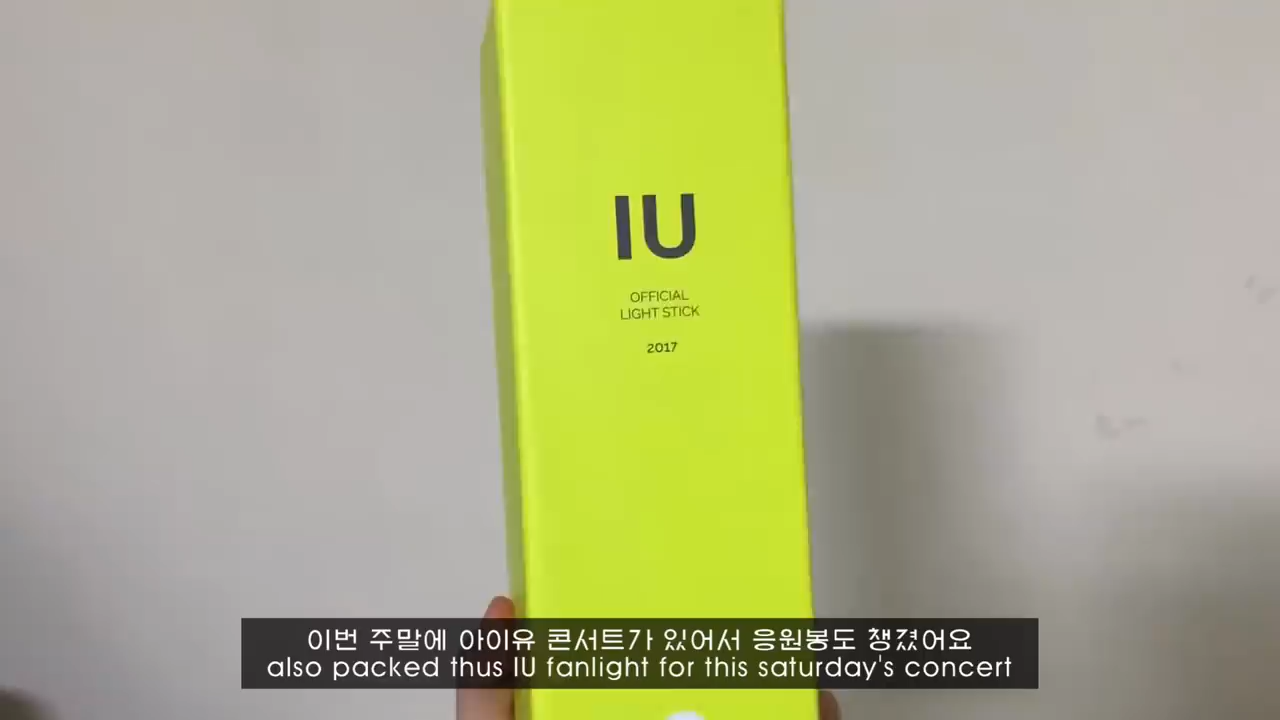 IU
OFFICIAL
LIGHT STICK
2017
이번 주말에 아이유 콘서트가 있어서 응원봉도 챙겼어요
also packed thus IU fanlight for this saturday's concert